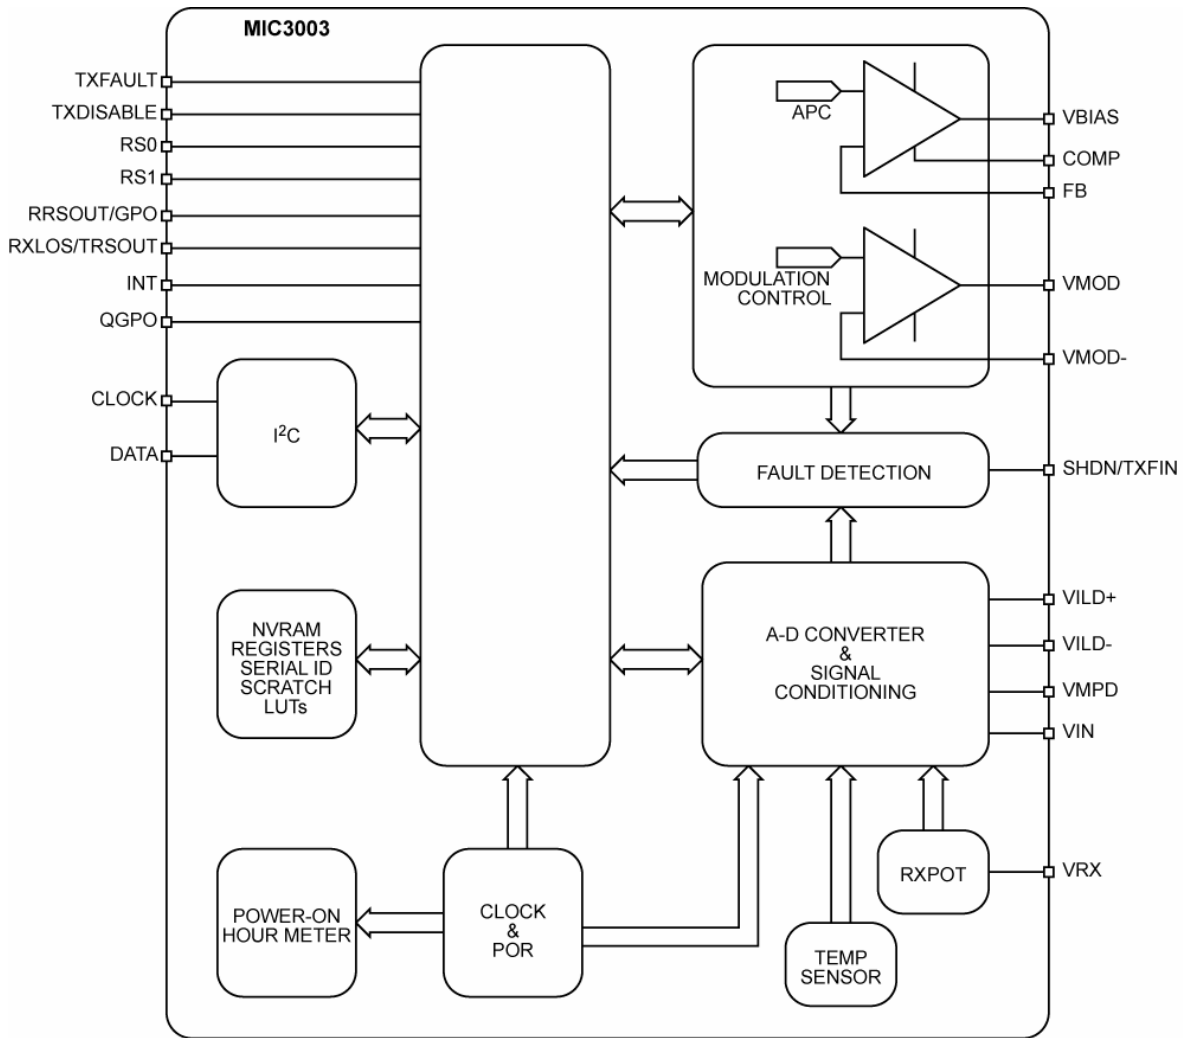 MIC3003
TXFAULT
TXDISABLE
RS0
RS1
RRSOUT/GPO
RXLOS/TRSOUT
INT
QGPO
CLOCK
DATA
I²C
NVRAM
REGISTERS
SERIAL ID
SCRATCH
LUTs
POWER-ON
HOUR METER
CLOCK
&
POR
APC
MODULATION
CONTROL
FAULT DETECTION
A-D CONVERTER
&
SIGNAL
CONDITIONING
RXPOT
TEMP
SENSOR
VBIAS
COMP
FB
VMOD
VMOD-
SHDN/TXFIN
VILD+
VILD-
VMPD
VIN
VRX